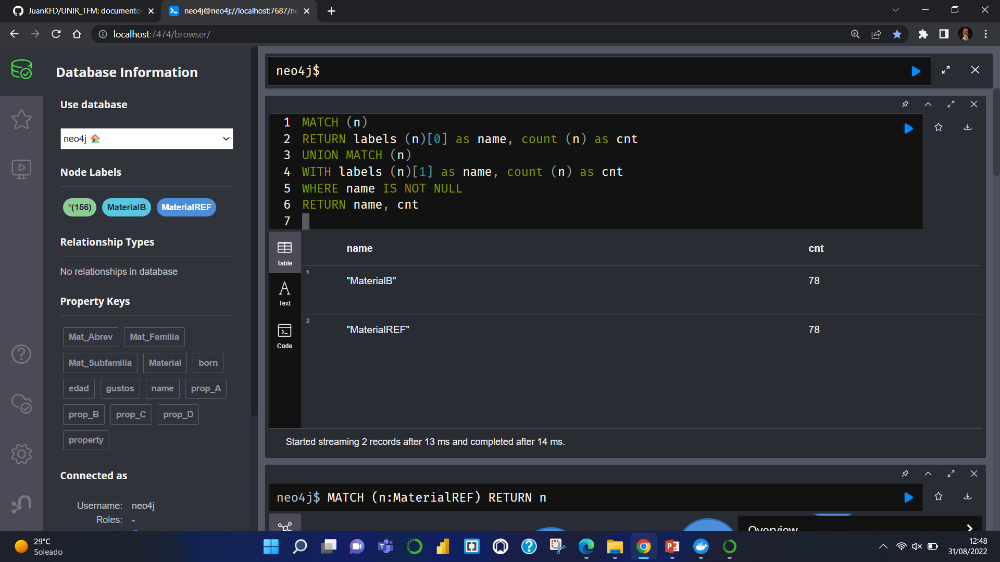 JuanKFD/UNIR_TFM: documento
neo4j@neo4j://localhost:7687/ne
localhost:7474/browser/
Database Information
Use database
neo4j
Node Labels
*(156) MaterialB MaterialREF
Relationship Types
No relationships in database
Property Keys
Mat_Abrev Mat_Familia
Mat_Subfamilia Material born
edad gustos name prop_A
prop_B prop_C prop_D
property
Connected as
Username: neo4j
Roles: -
neo4j$
1 MATCH (n)
2 RETURN labels (n)[0] as name, count (n) as cnt
3 UNION MATCH (n)
4 WITH labels (n)[1] as name, count (n) as cnt
5 WHERE name IS NOT NULL
6 RETURN name, cnt
7
Table
Text
Code
name cnt
1 "MaterialB" 78
2 "MaterialREF" 78
Started streaming 2 records after 13 ms and completed after 14 ms.
neo4j$ MATCH (n:MaterialREF) RETURN n
Overview
29°C
Soleado
12:48
31/08/2022